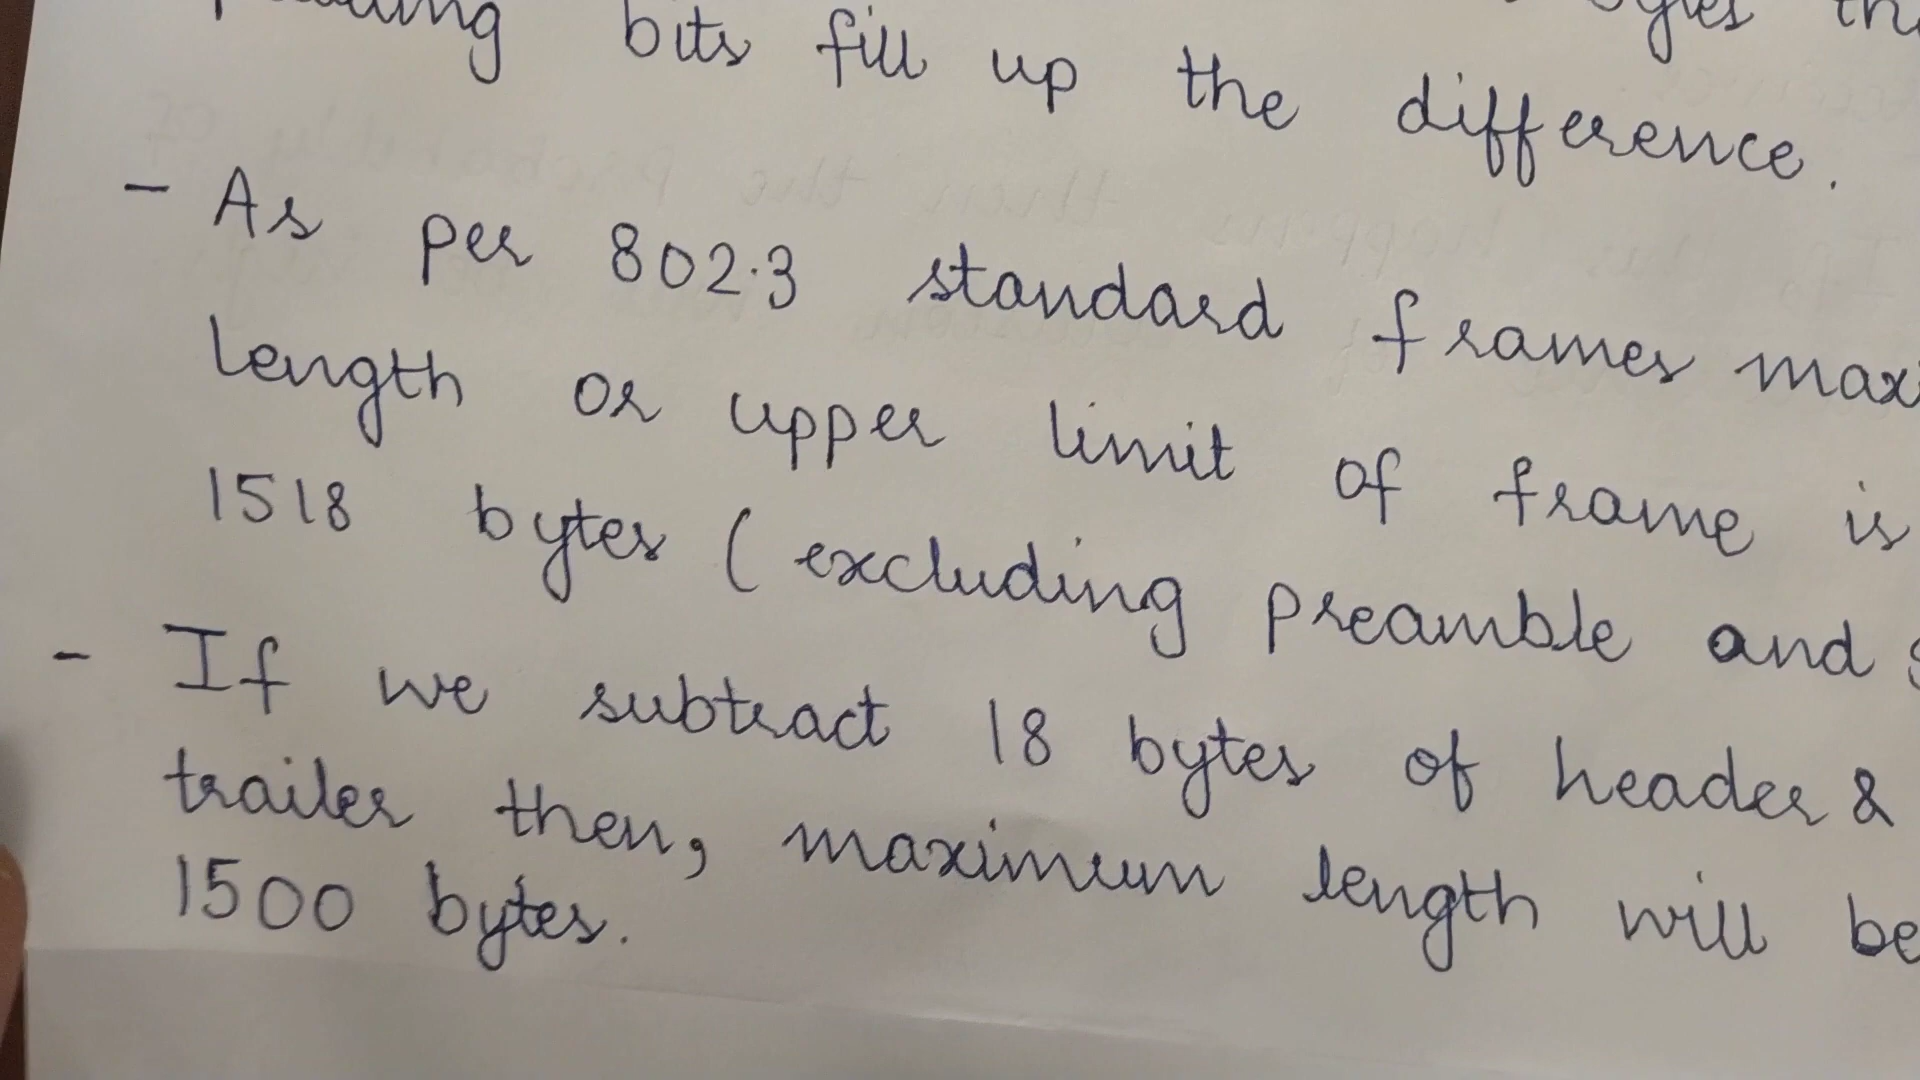 bits fill up the difference.
- As per 802.3 standard frames
length or upper limit of frame is
1518 bytes (excluding preamble and
- If we subtract 18 bytes of header &
trailer then, maximum length will be
1500 bytes.